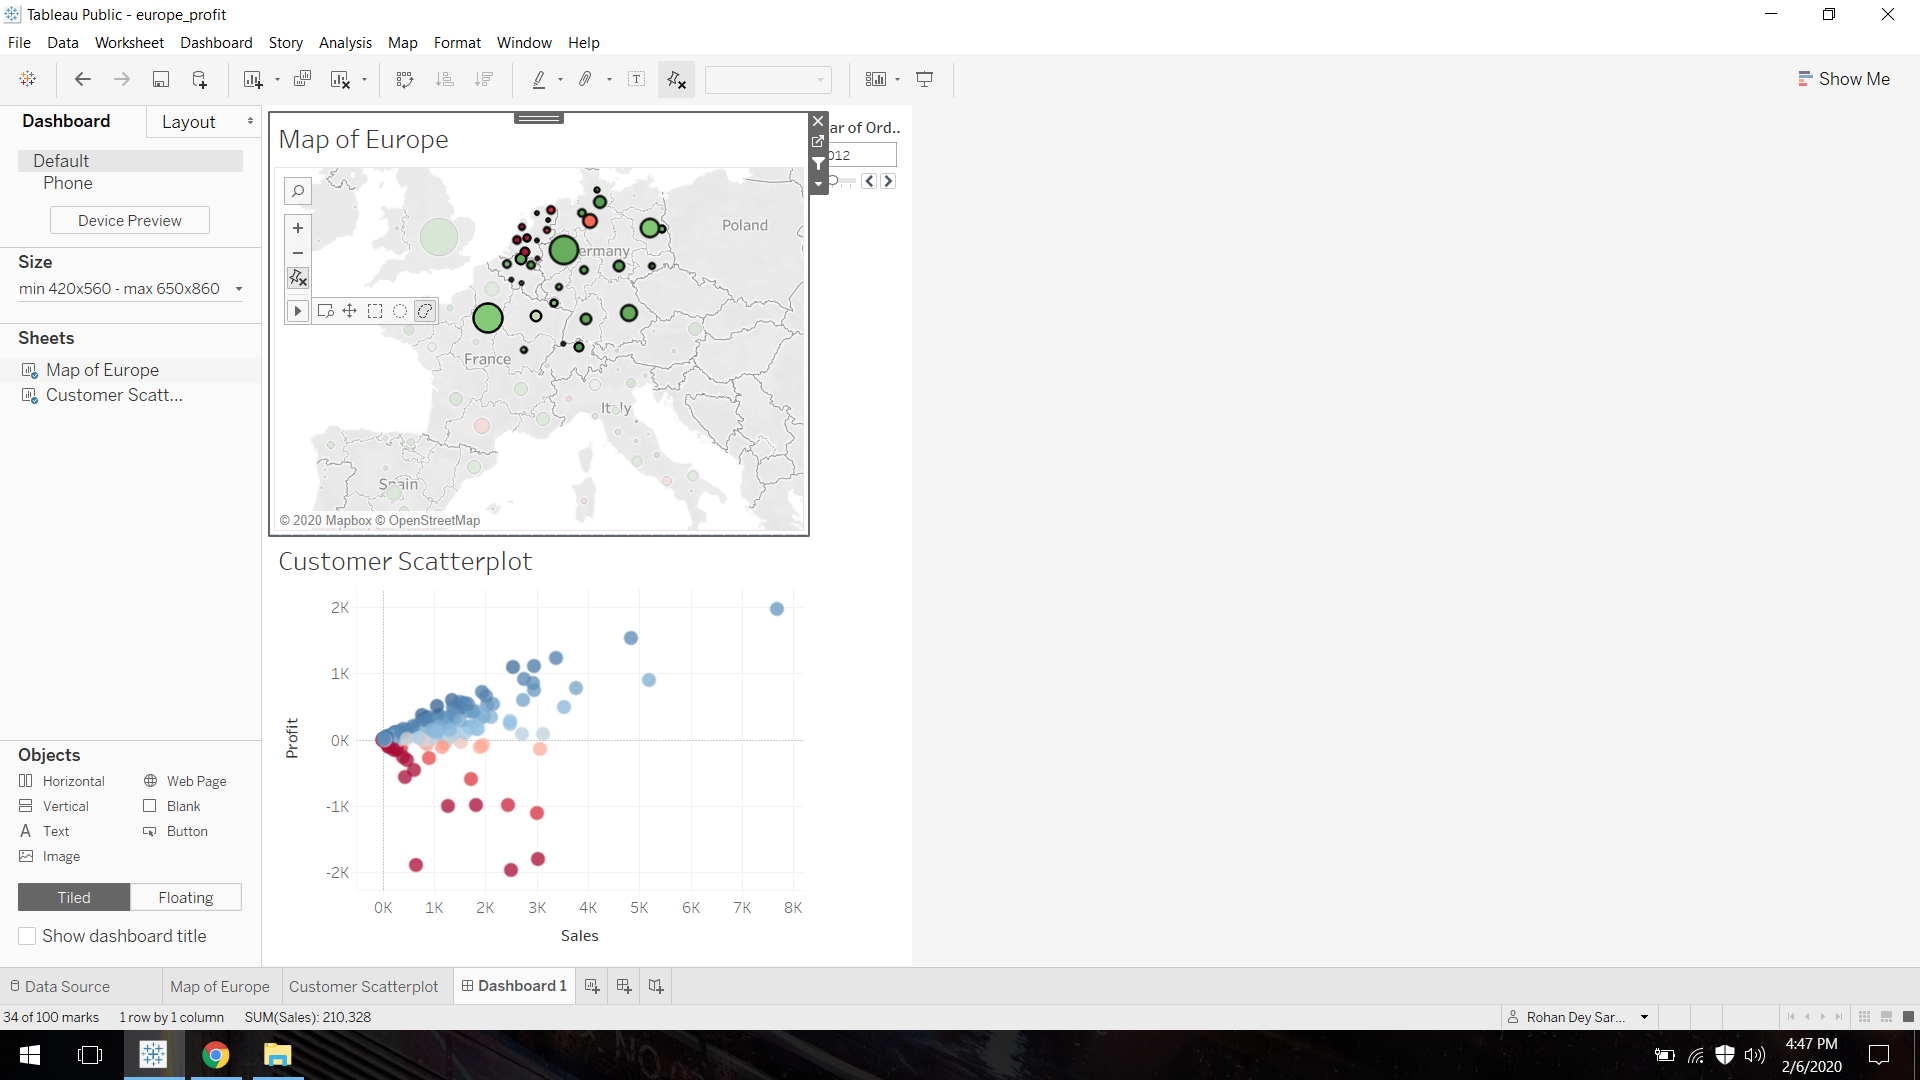 Tableau Public - europe_profit
File Data Worksheet Dashboard Story Analysis Map Format Window Help
Show Me
Dashboard
Layout
Default
Phone
Device Preview
Size
min 420x560 - max 650x860
Sheets
Map of Europe
Customer Scatt...
Objects
Horizontal Web Page
Vertical Blank
A Text Button
Image
Tiled Floating
Show dashboard title
Map of Europe
ar of Ord..
012
Poland
ermany
France
Italy
Spain
© 2020 Mapbox © OpenStreetMap
Customer Scatterplot
2K
1K
0K
-1K
-2K
Profit
0K 1K 2K 3K 4K 5K 6K 7K 8K
Sales
Data Source Map of Europe Customer Scatterplot Dashboard 1
34 of 100 marks 1 row by 1 column SUM(Sales): 210,328
Rohan Dey Sar...
4:47 PM
2/6/2020